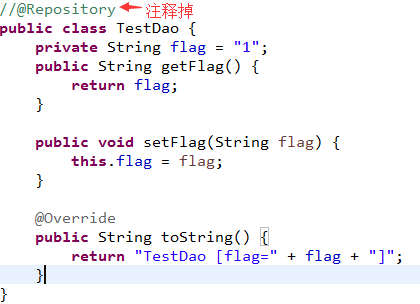 //@Repository 注释掉
public class TestDao {
    private String flag = "1";
    public String getFlag() {
        return flag;
    }

    public void setFlag(String flag) {
        this.flag = flag;
    }

    @Override
    public String toString() {
        return "TestDao [flag=" + flag + "]";
    }
}